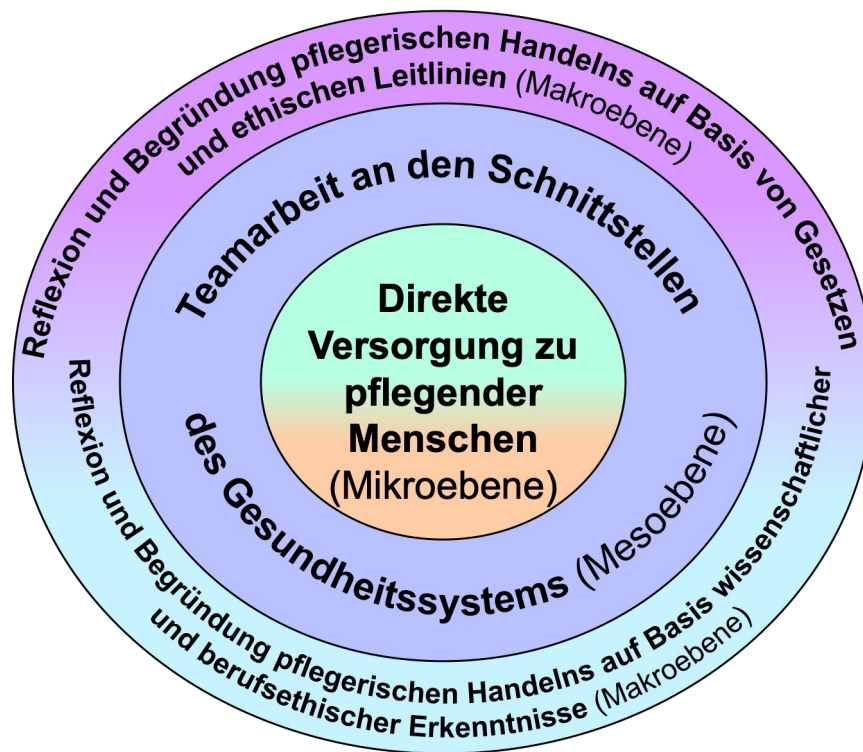 Reflexion und Begründung pflegerischen Handelns auf Basis von Gesetzen
und ethischen Leitlinien (Makroebene)
Teamarbeit an den Schnittstellen
des Gesundheitssystems (Mesoebene)
Direkte
Versorgung zu
pflegender
Menschen
(Mikroebene)
Reflexion und Begründung pflegerischen Handelns auf Basis wissenschaftlicher
und berufsethischer Erkenntnisse (Makroebene)